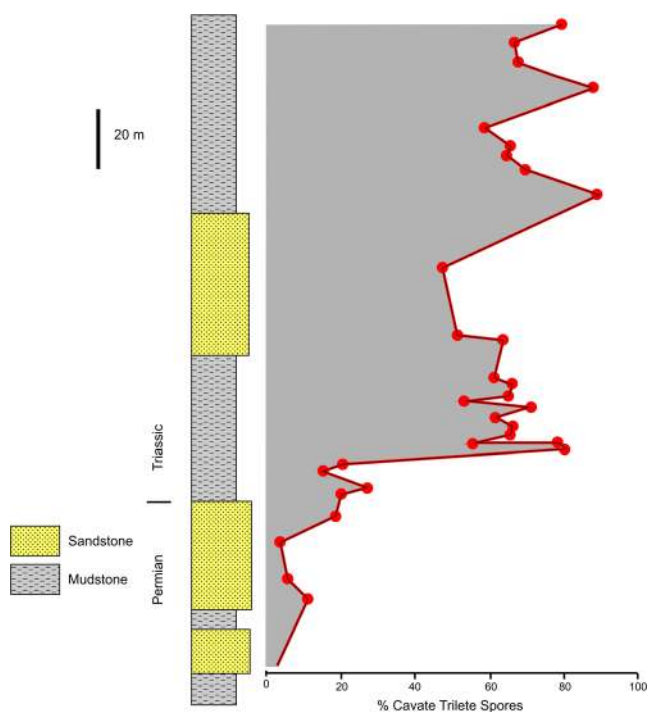 20 m
Triassic
Permian
Sandstone
Mudstone
0 20 40 60 80 100
% Cavate Trilete Spores